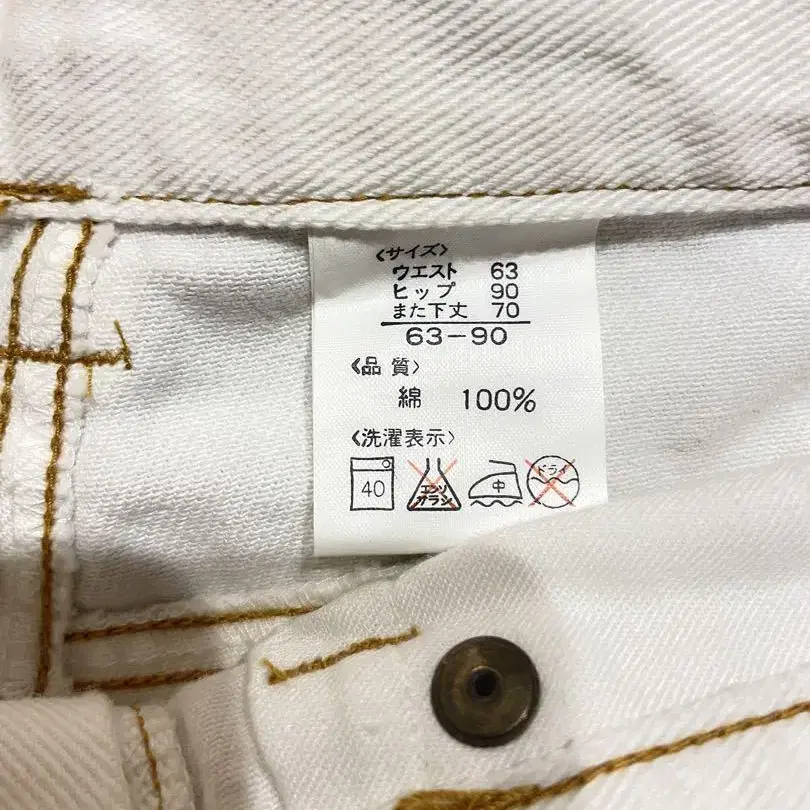 〈サイズ〉
ウエスト 63
ヒップ 90
また下丈 70
63-90
〈品質〉
綿 100%
〈洗濯表示〉
40 エンソサラシ 中 ドライ